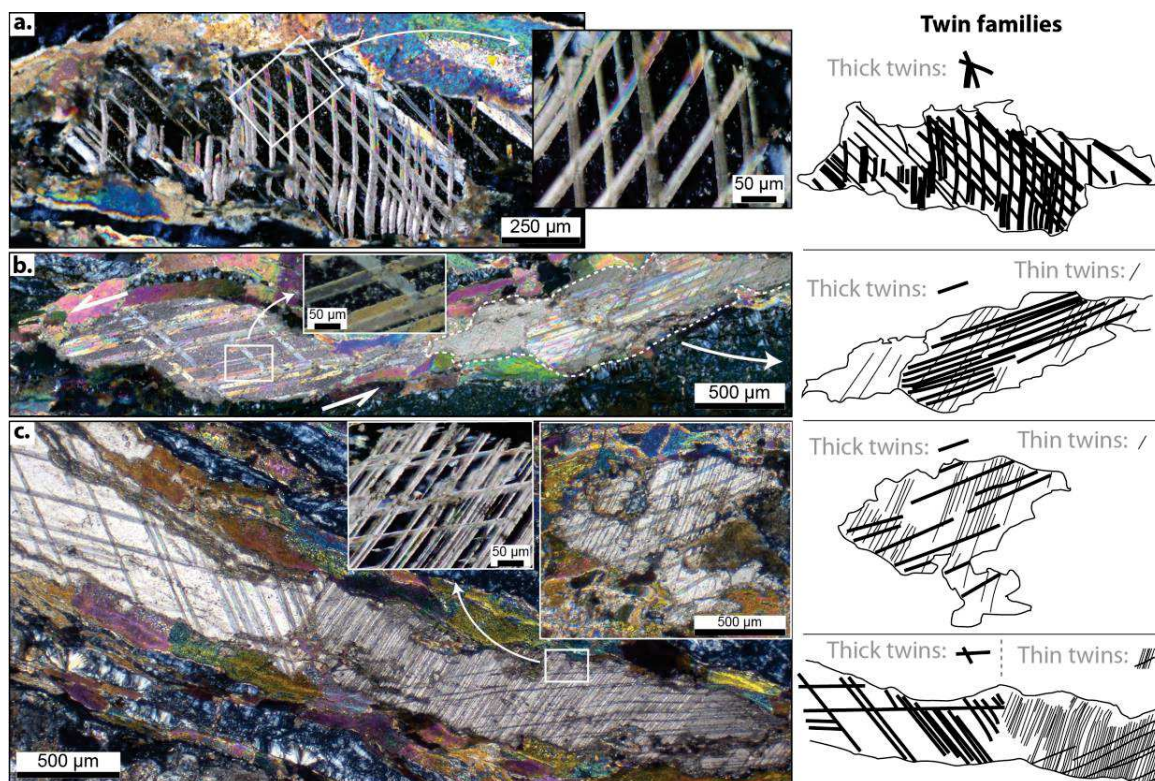 a.
50 µm
250 µm
b.
50 µm
500 µm
c.
50 µm
500 µm
500 µm
Twin families
Thick twins:
Thick twins:
Thin twins:
Thick twins:
Thin twins:
Thick twins:
Thin twins: